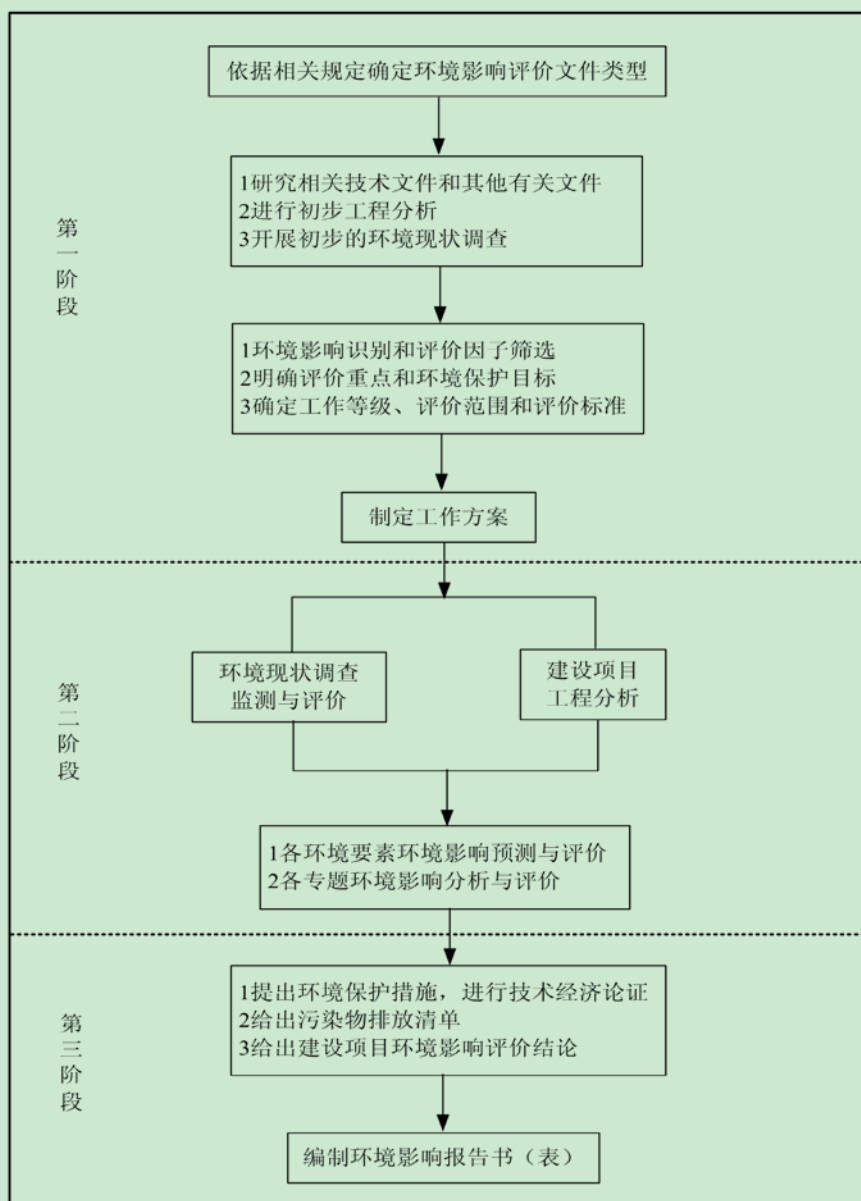 依据相关规定确定环境影响评价文件类型
1研究相关技术文件和其他有关文件
2进行初步工程分析
3开展初步的环境现状调查
第一阶段
1环境影响识别和评价因子筛选
2明确评价重点和环境保护目标
3确定工作等级、评价范围和评价标准
制定工作方案
环境现状调查
监测与评价
建设项目
工程分析
第二阶段
1各环境要素环境影响预测与评价
2各专题环境影响分析与评价
1提出环境保护措施，进行技术经济论证
2给出污染物排放清单
3给出建设项目环境影响评价结论
第三阶段
编制环境影响报告书（表）